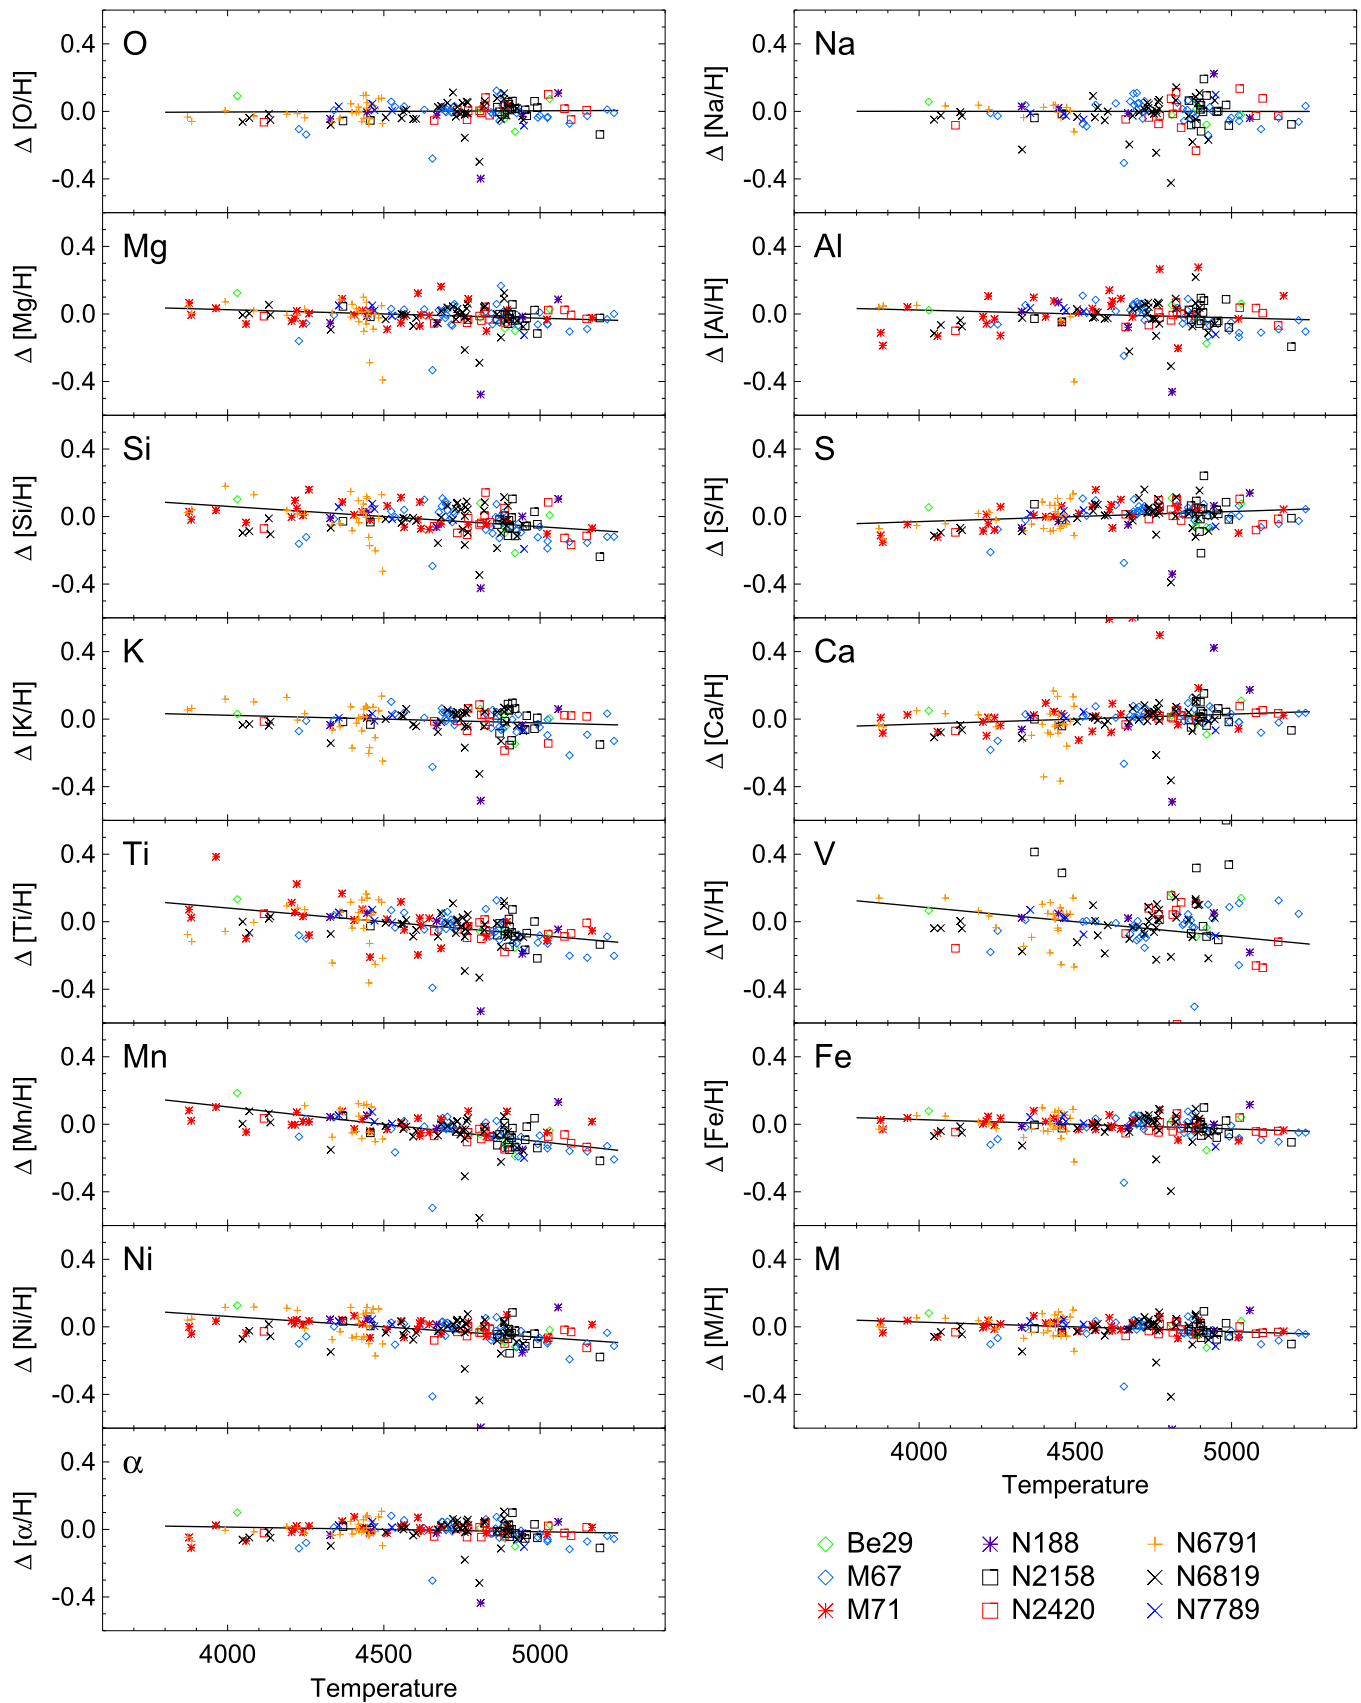 O
Δ [O/H]
0.4
0.0
-0.4
Na
Δ [Na/H]
0.4
0.0
-0.4
Mg
Δ [Mg/H]
0.4
0.0
-0.4
Al
Δ [Al/H]
0.4
0.0
-0.4
Si
Δ [Si/H]
0.4
0.0
-0.4
S
Δ [S/H]
0.4
0.0
-0.4
K
Δ [K/H]
0.4
0.0
-0.4
Ca
Δ [Ca/H]
0.4
0.0
-0.4
Ti
Δ [Ti/H]
0.4
0.0
-0.4
V
Δ [V/H]
0.4
0.0
-0.4
Mn
Δ [Mn/H]
0.4
0.0
-0.4
Fe
Δ [Fe/H]
0.4
0.0
-0.4
Ni
Δ [Ni/H]
0.4
0.0
-0.4
M
Δ [M/H]
0.4
0.0
-0.4
4000 4500 5000
Temperature
α
Δ [α/H]
0.4
0.0
-0.4
4000 4500 5000
Temperature
Be29 N188 N6791
M67 N2158 N6819
M71 N2420 N7789